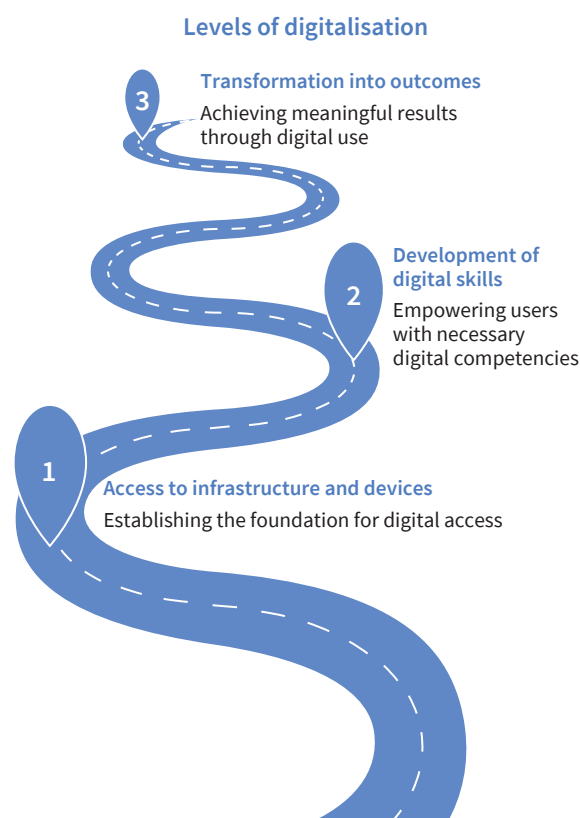 Levels of digitalisation
3
Transformation into outcomes
Achieving meaningful results
through digital use
2
Development of
digital skills
Empowering users
with necessary
digital competencies
1
Access to infrastructure and devices
Establishing the foundation for digital access